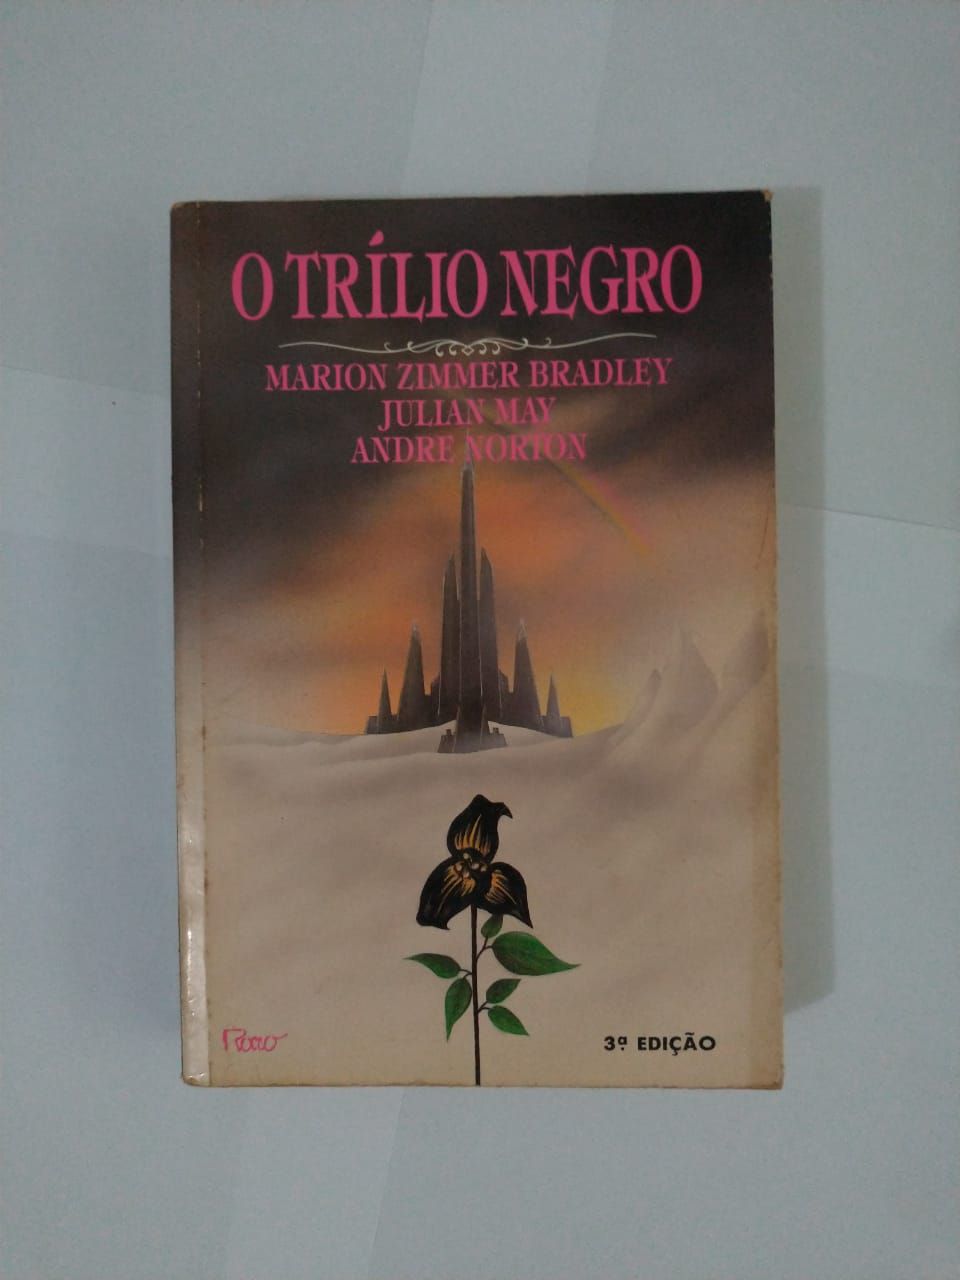 O TRÍLIO NEGRO
MARION ZIMMER BRADLEY
JULIAN MAY
ANDRE NORTON
Rocco
3ª EDIÇÃO